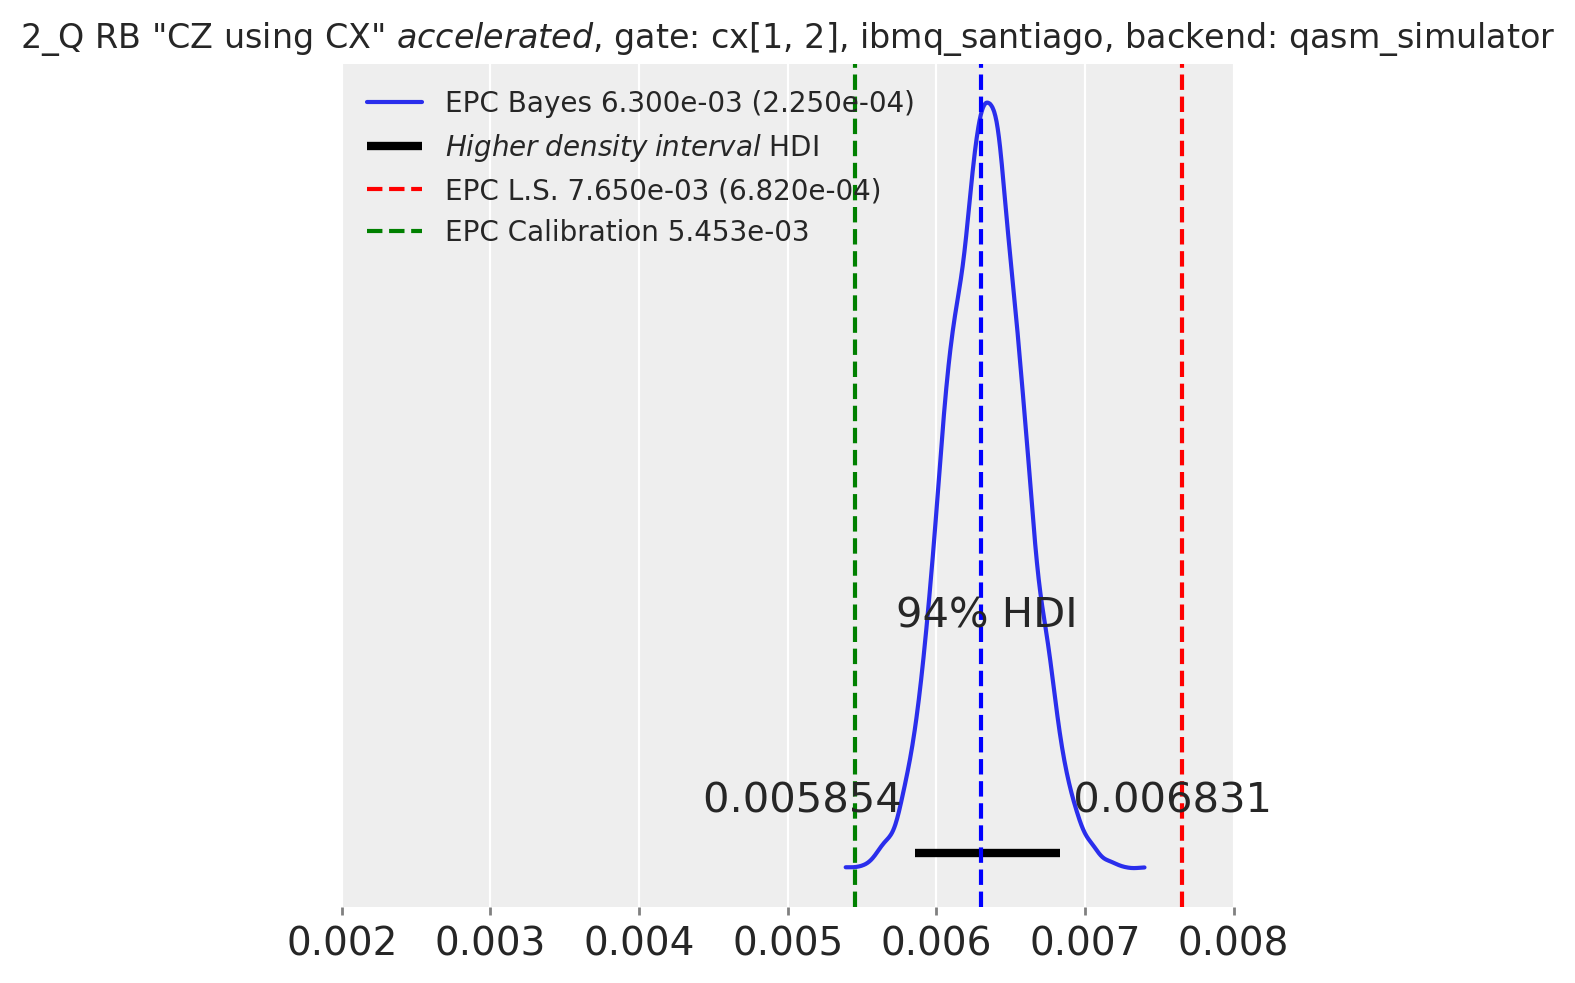 2_Q RB "CZ using CX" accelerated, gate: cx[1, 2], ibmq_santiago, backend: qasm_simulator
EPC Bayes 6.300e-03 (2.250e-04)
Higher density interval HDI
EPC L.S. 7.650e-03 (6.820e-04)
EPC Calibration 5.453e-03
94% HDI
0.005854 0.006831
0.002 0.003 0.004 0.005 0.006 0.007 0.008